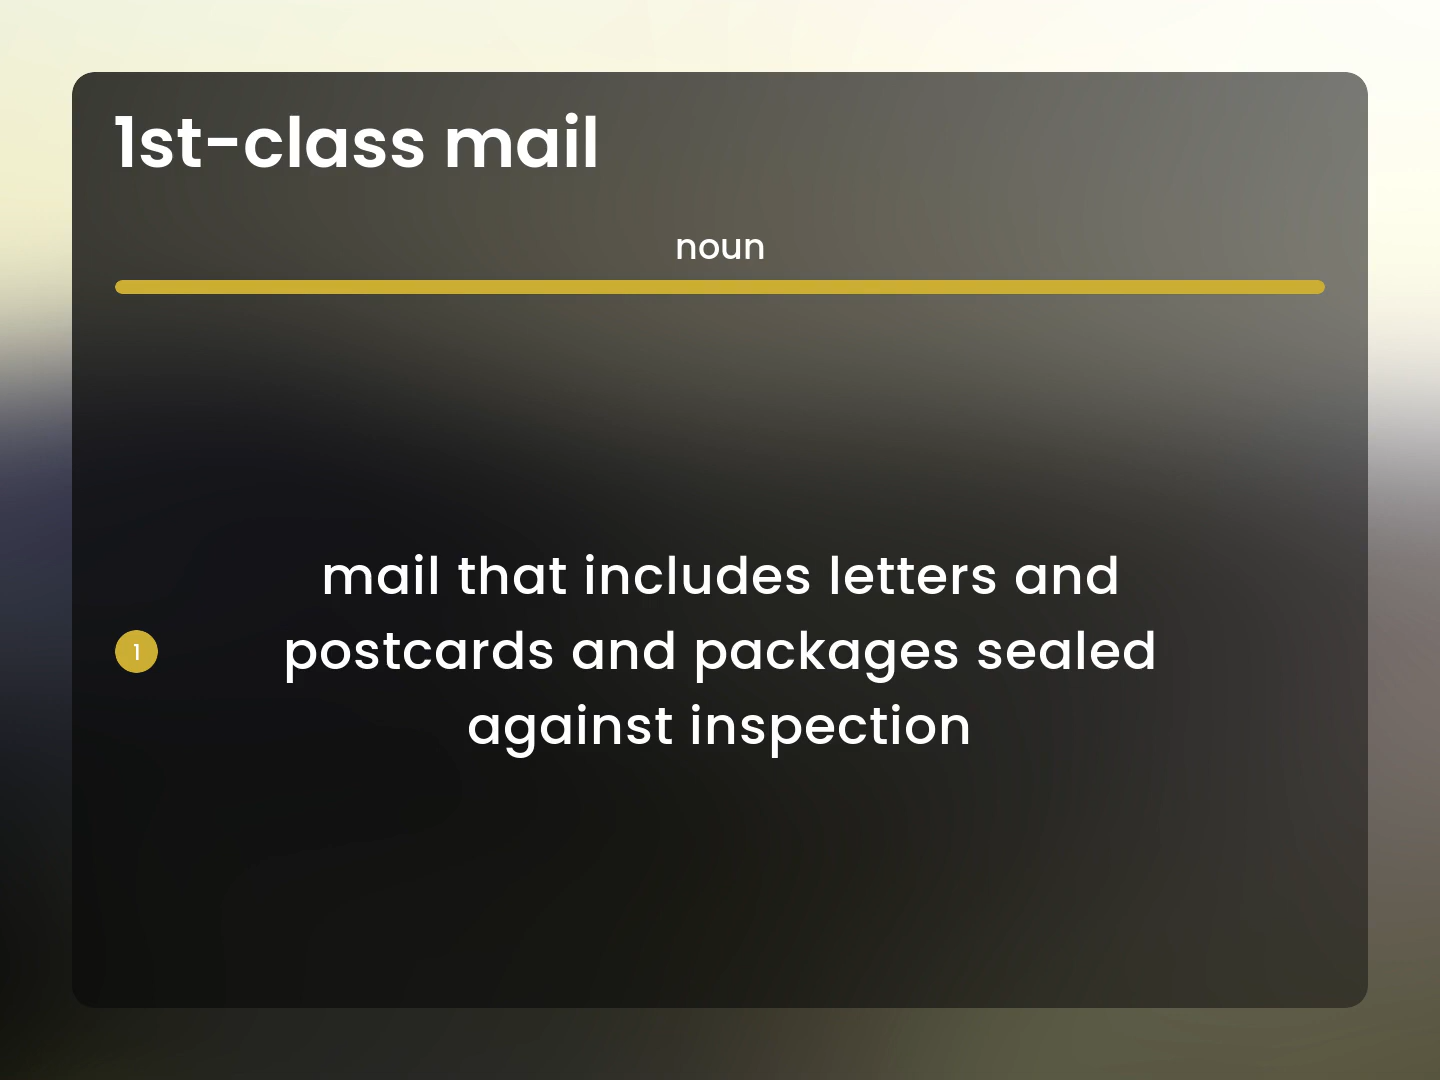 1st-class mail
noun
mail that includes letters and
1
postcards and packages sealed
against inspection